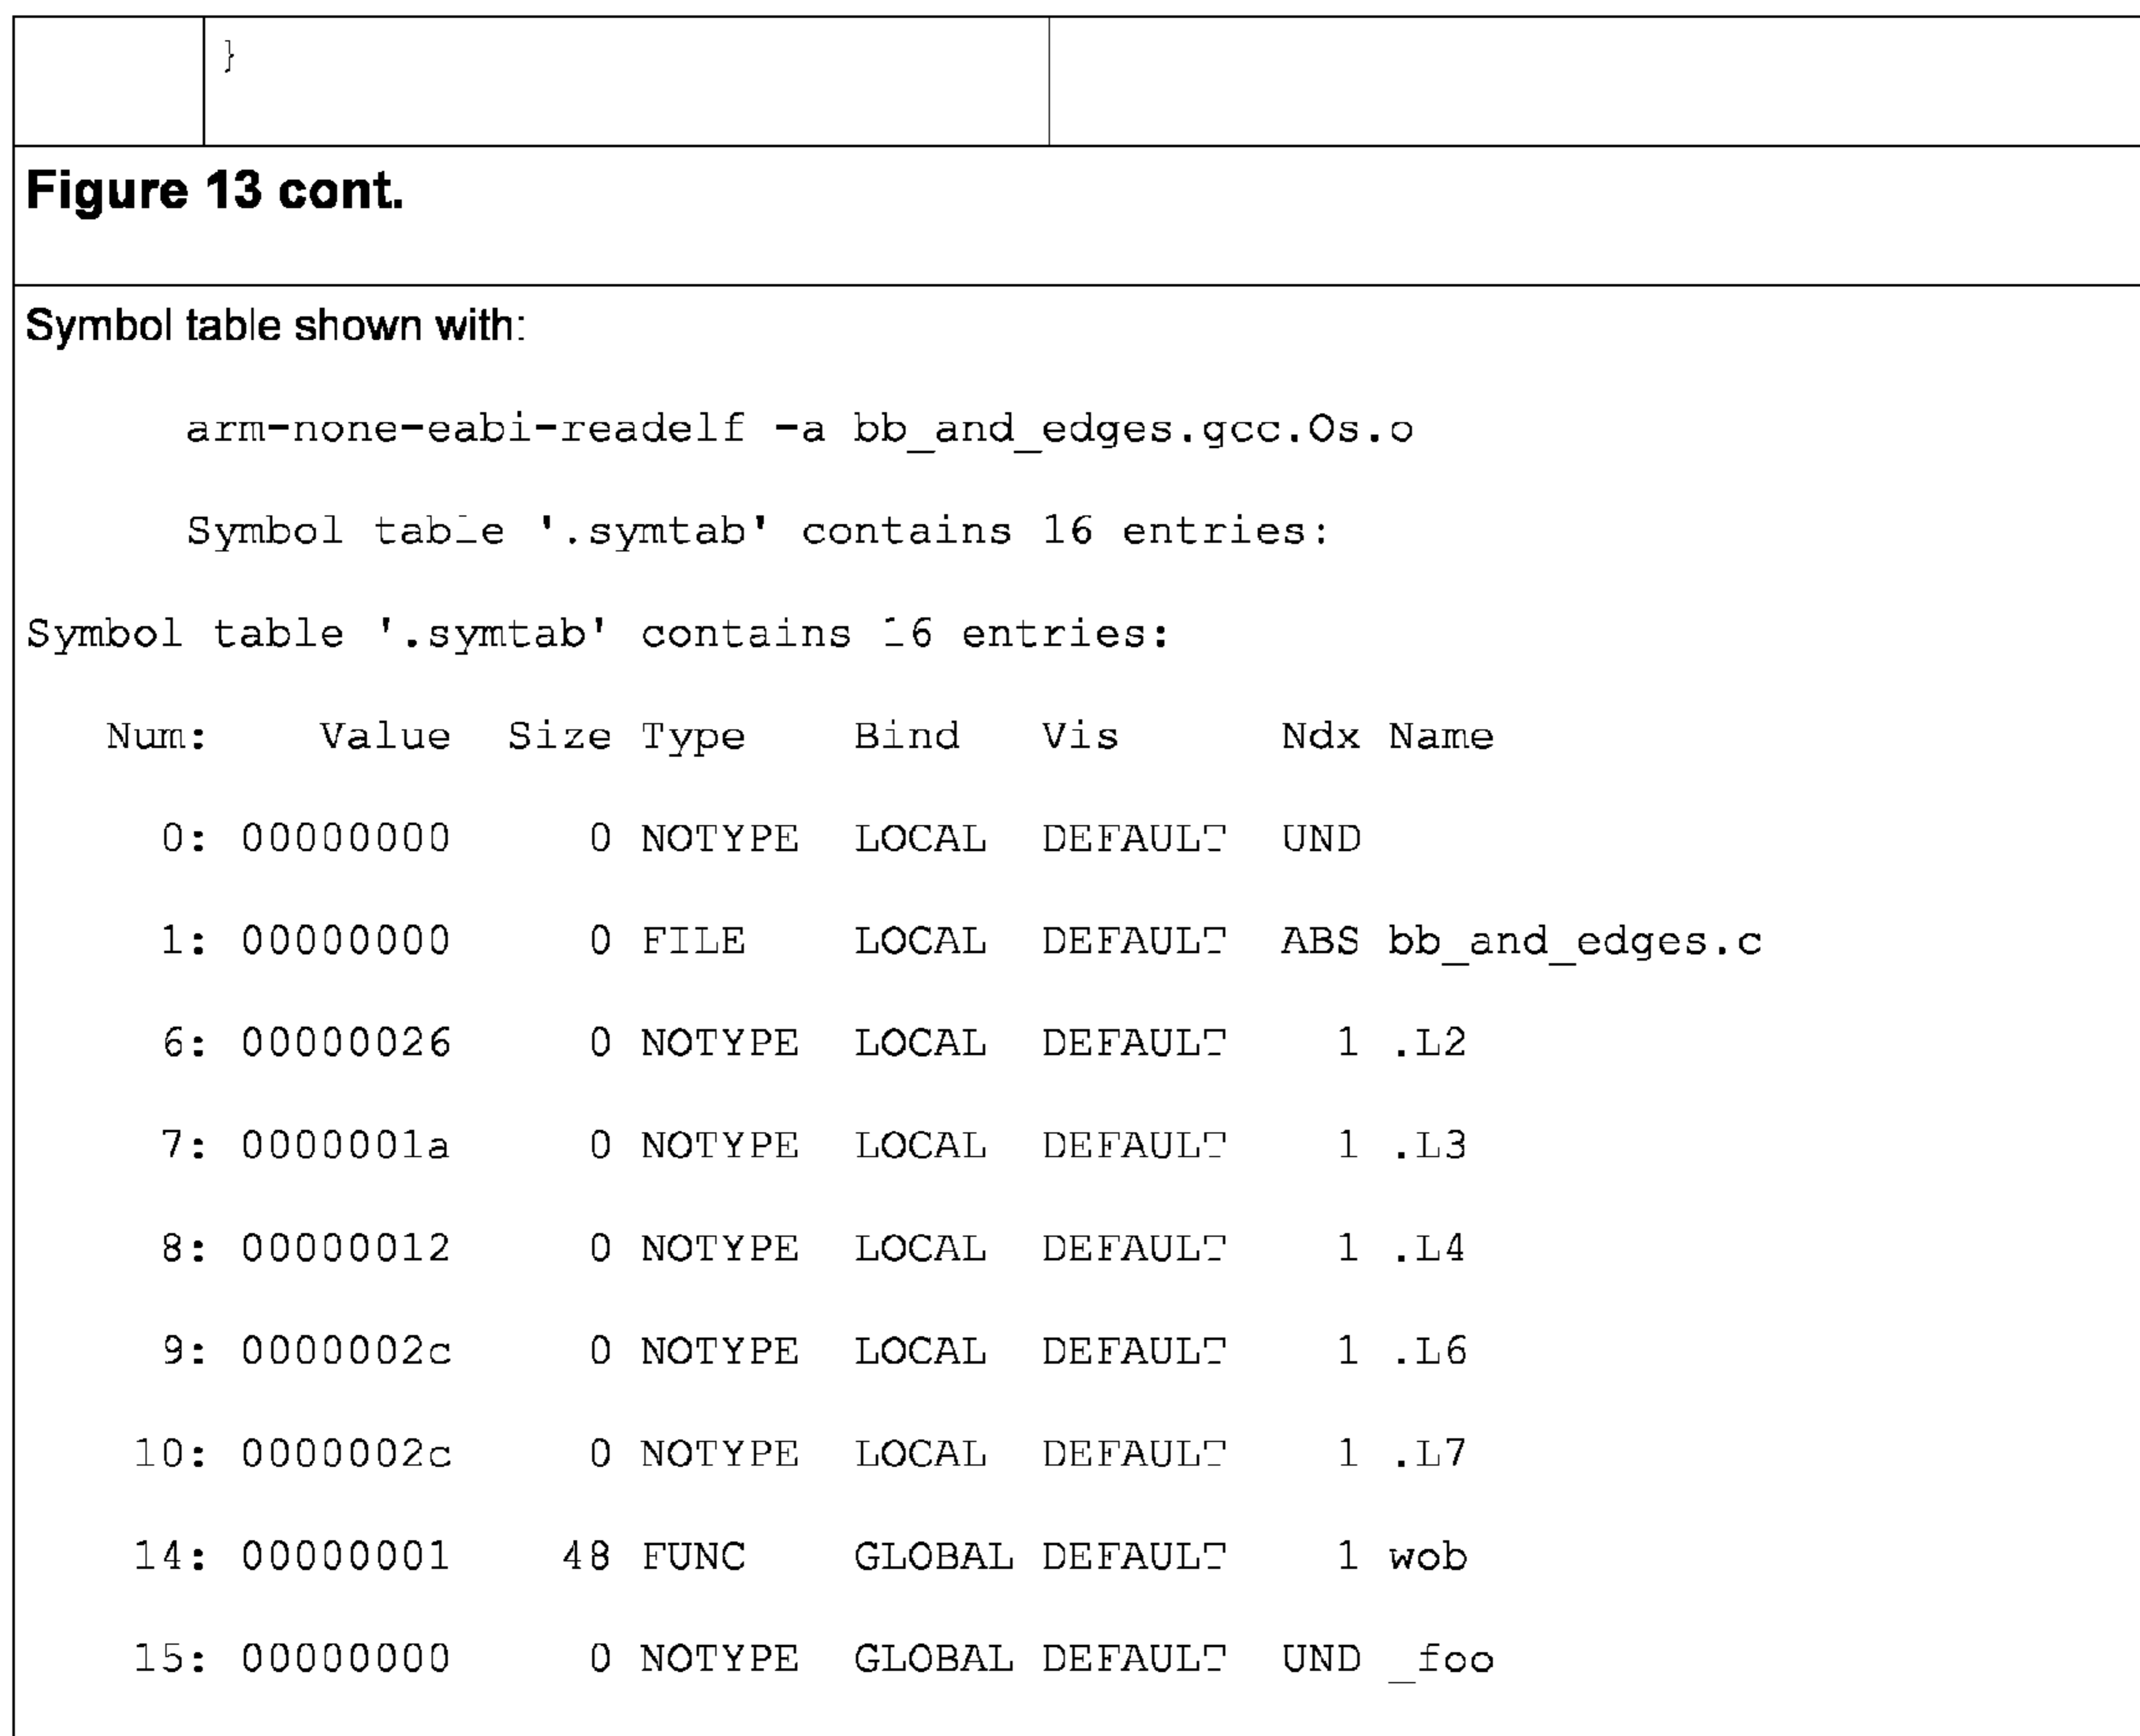 }
Figure 13 cont.
Symbol table shown with:
arm-none-eabi-readelf -a bb_and_edges.gcc.Os.o
Symbol table '.symtab' contains 16 entries:
Symbol table '.symtab' contains 16 entries:
Num: Value Size Type Bind Vis Ndx Name
0: 00000000 0 NOTYPE LOCAL DEFAULT UND
1: 00000000 0 FILE LOCAL DEFAULT ABS bb_and_edges.c
6: 00000026 0 NOTYPE LOCAL DEFAULT 1 .L2
7: 0000001a 0 NOTYPE LOCAL DEFAULT 1 .L3
8: 00000012 0 NOTYPE LOCAL DEFAULT 1 .L4
9: 0000002c 0 NOTYPE LOCAL DEFAULT 1 .L6
10: 0000002c 0 NOTYPE LOCAL DEFAULT 1 .L7
14: 00000001 48 FUNC GLOBAL DEFAULT 1 wob
15: 00000000 0 NOTYPE GLOBAL DEFAULT UND _foo